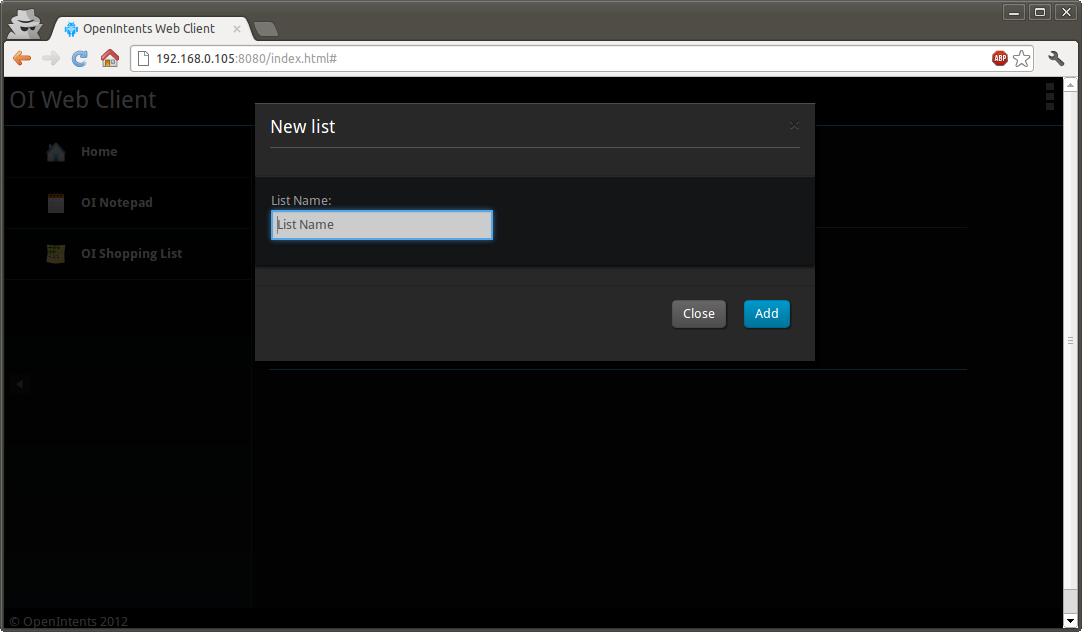 OpenIntents Web Client
192.168.0.105:8080/index.html#
ABP
OI Web Client
New list
Home
OI Notepad
OI Shopping List
List Name:
List Name
Close
Add
© OpenIntents 2012